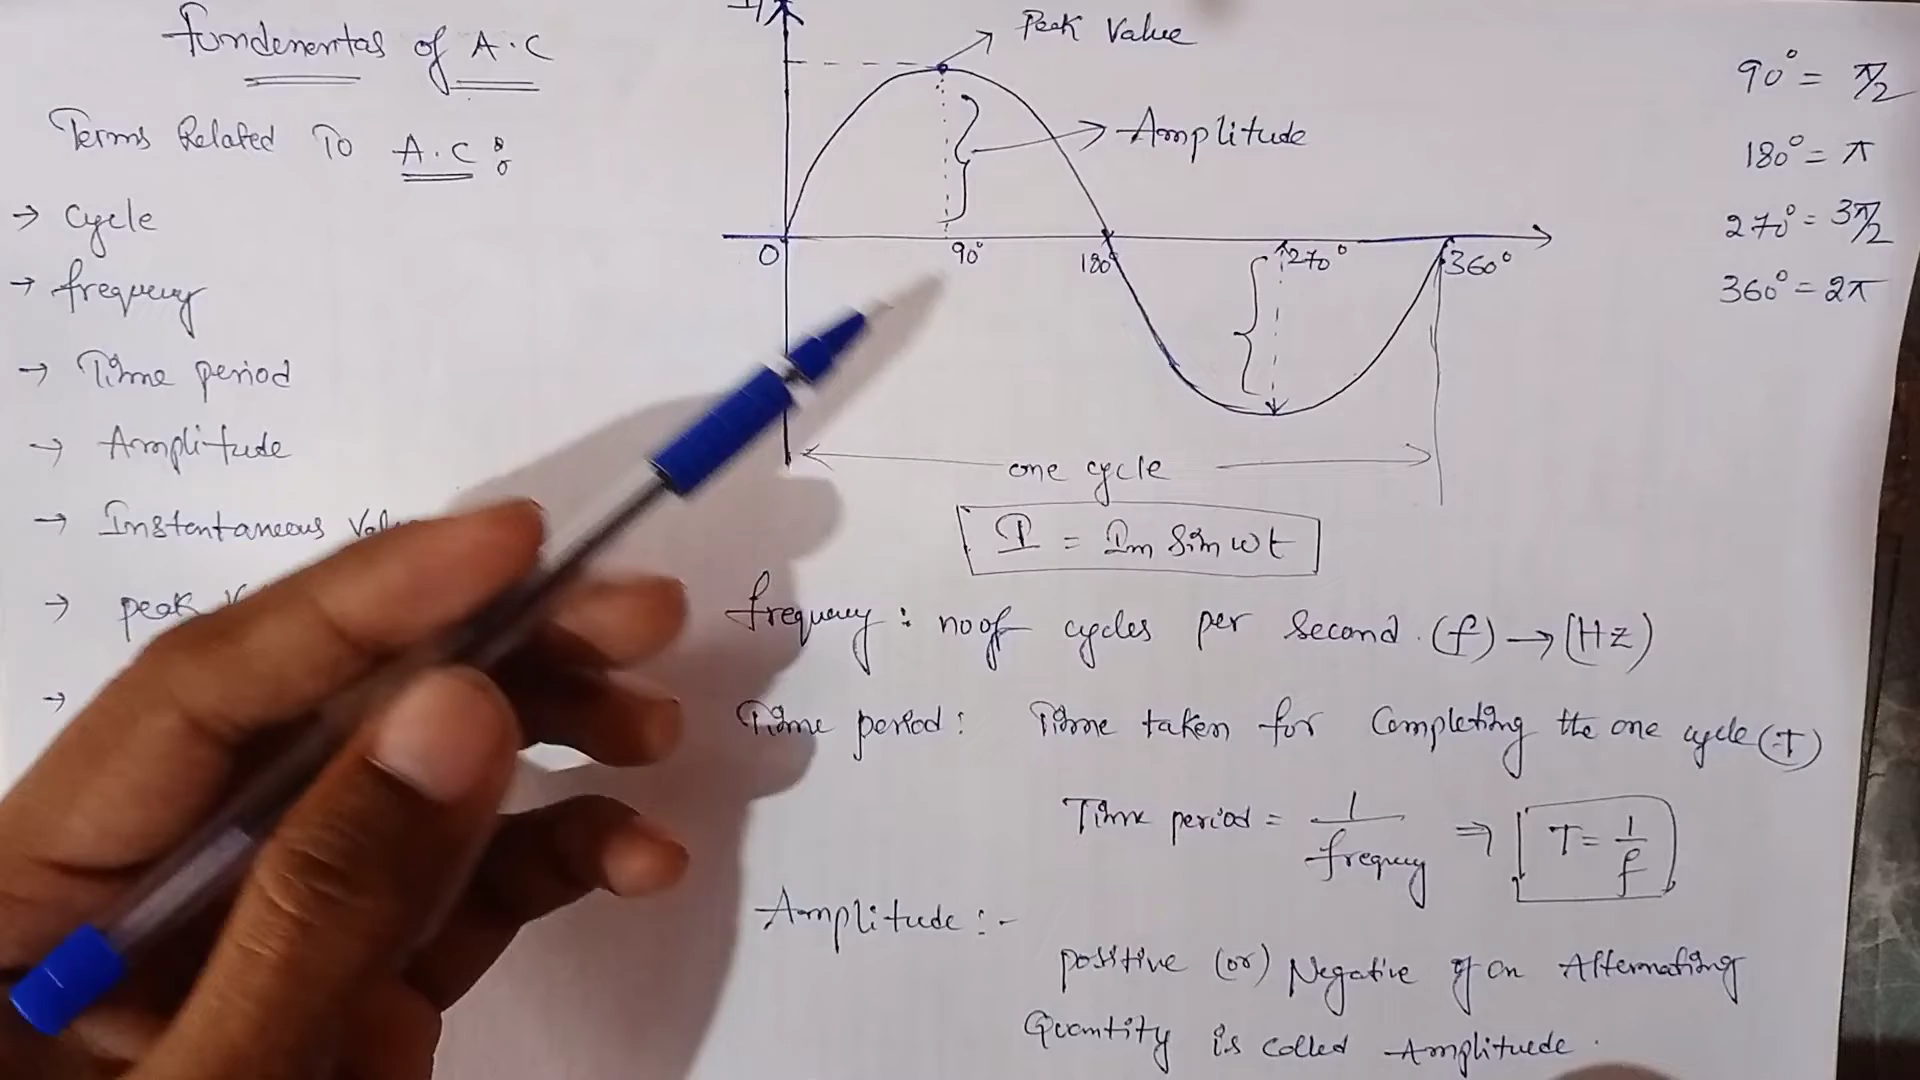 Fundementas of A.C
Terms Related To A.C:
→ Cycle
→ frequency
→ Time period
→ Amplitude
→ Instantaneous
→ peak
→
Peak Value
Amplitude
0
90°
180°
270°
360°
one cycle
I = Im Sin ωt
90° = π/2
180° = π
270° = 3π/2
360° = 2π
frequency : no of cycles per Second. (f) → (Hz)
Time period : Time taken for Completing the one cycle (T)
Time period = 1/frequency ⇒ T = 1/f
Amplitude :-
positive (or) Negative of an Alternating
Quantity is called Amplitude.